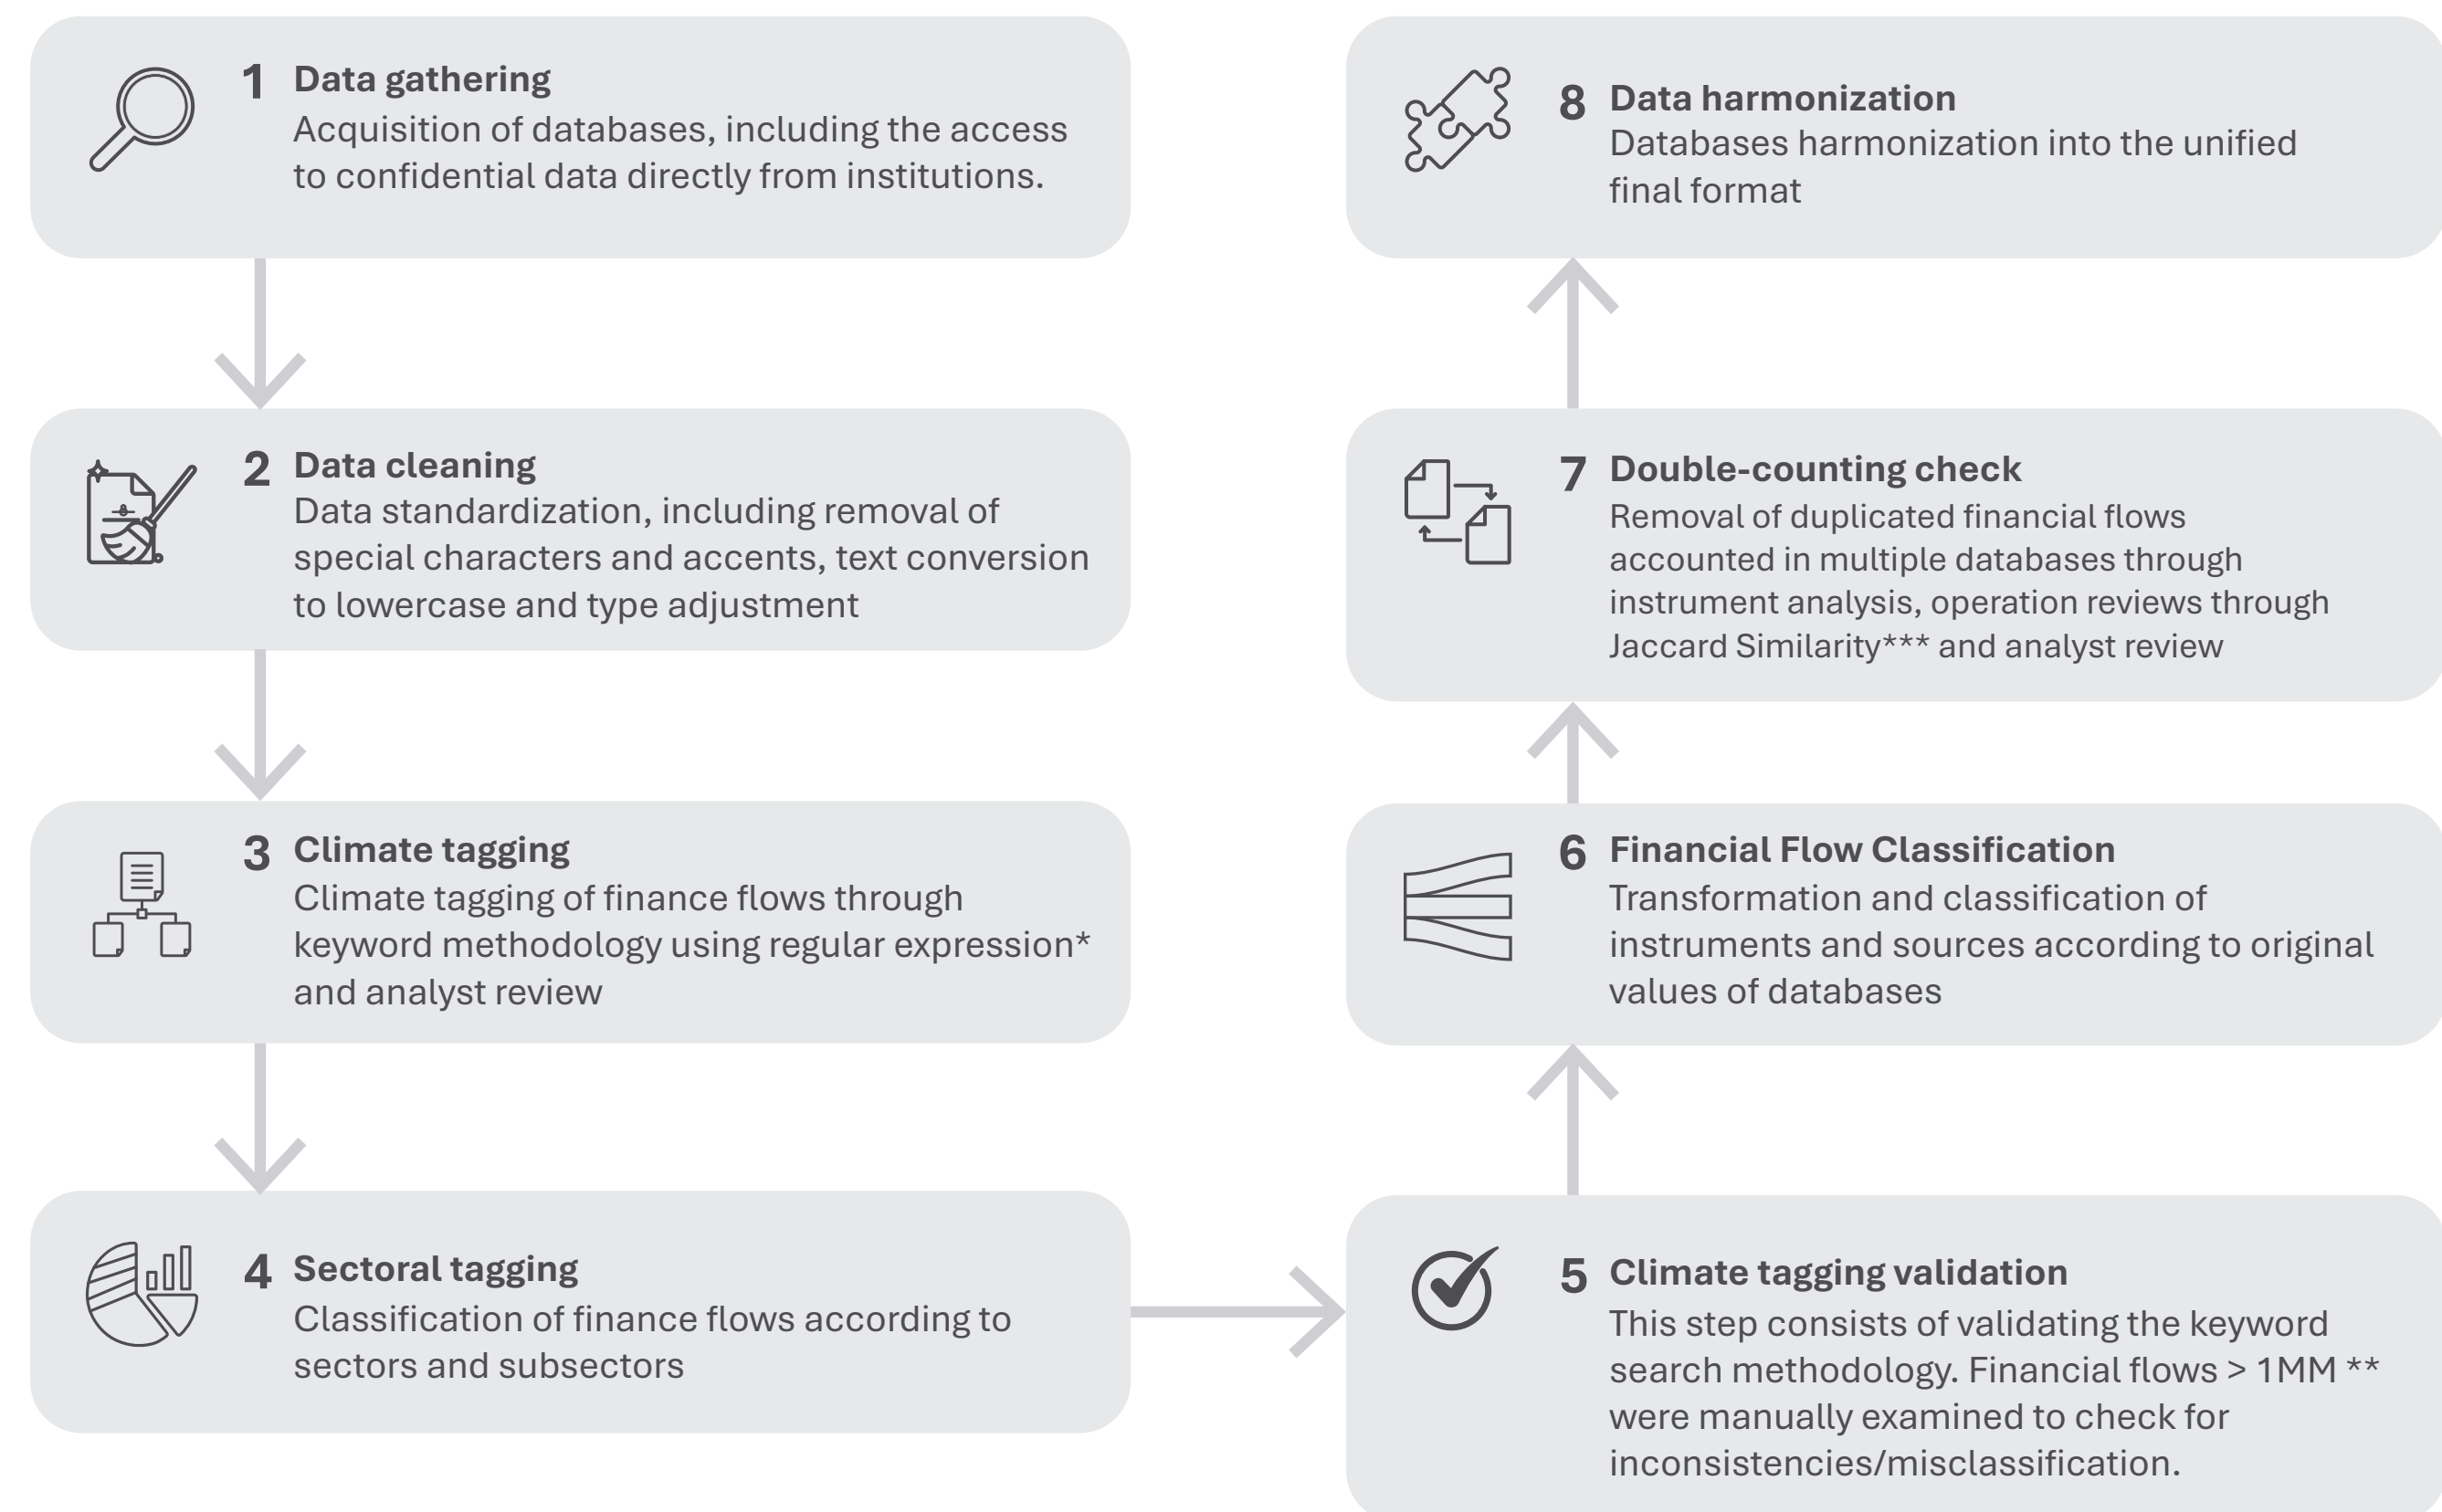 1 Data gathering
Acquisition of databases, including the access
to confidential data directly from institutions.
2 Data cleaning
Data standardization, including removal of
special characters and accents, text conversion
to lowercase and type adjustment
3 Climate tagging
Climate tagging of finance flows through
keyword methodology using regular expression*
and analyst review
4 Sectoral tagging
Classification of finance flows according to
sectors and subsectors
5 Climate tagging validation
This step consists of validating the keyword
search methodology. Financial flows > 1MM **
were manually examined to check for
inconsistencies/misclassification.
6 Financial Flow Classification
Transformation and classification of
instruments and sources according to original
values of databases
7 Double-counting check
Removal of duplicated financial flows
accounted in multiple databases through
instrument analysis, operation reviews through
Jaccard Similarity*** and analyst review
8 Data harmonization
Databases harmonization into the unified
final format